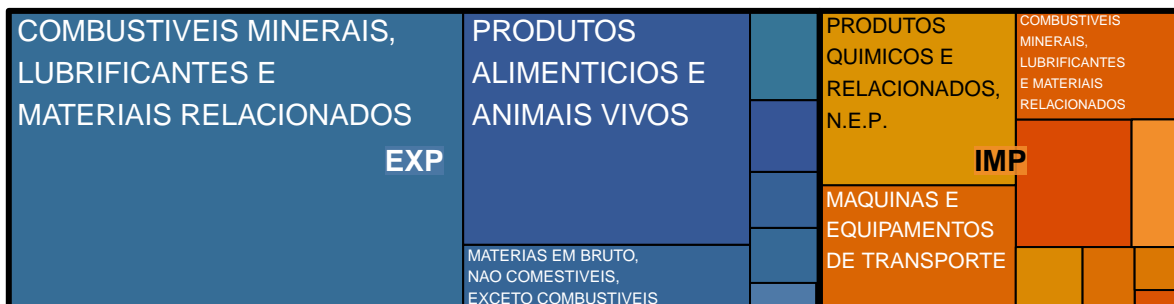 COMBUSTIVEIS MINERAIS,
LUBRIFICANTES E
MATERIAIS RELACIONADOS
EXP
PRODUTOS
ALIMENTICIOS E
ANIMAIS VIVOS
MATERIAS EM BRUTO,
NAO COMESTIVEIS,
EXCETO COMBUSTIVEIS
PRODUTOS
QUIMICOS E
RELACIONADOS,
N.E.P.
IMP
MAQUINAS E
EQUIPAMENTOS
DE TRANSPORTE
COMBUSTIVEIS
MINERAIS,
LUBRIFICANTES
E MATERIAIS
RELACIONADOS